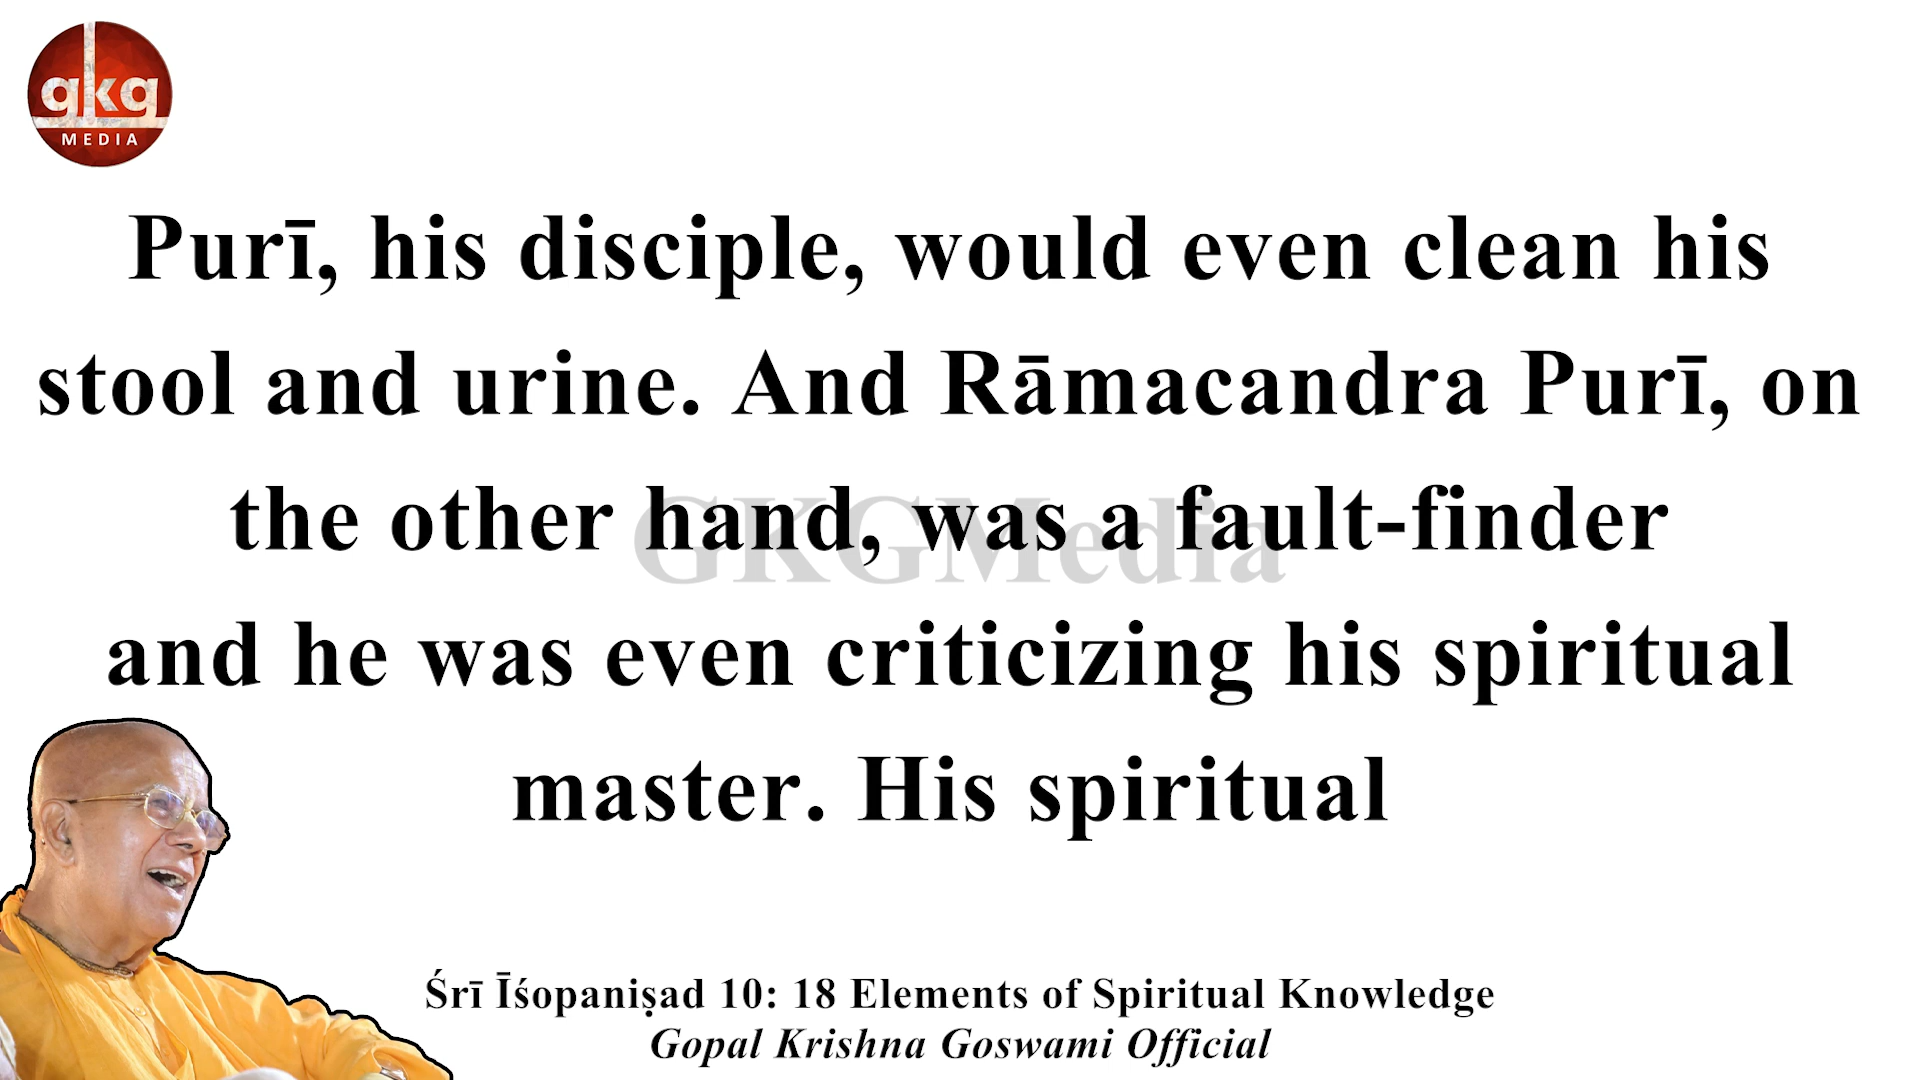 gkg
MEDIA
Purī, his disciple, would even clean his
stool and urine. And Rāmacandra Purī, on
the other hand, was a fault-finder
and he was even criticizing his spiritual
master. His spiritual
GKGMedia
Śrī Īśopaniṣad 10: 18 Elements of Spiritual Knowledge
Gopal Krishna Goswami Official